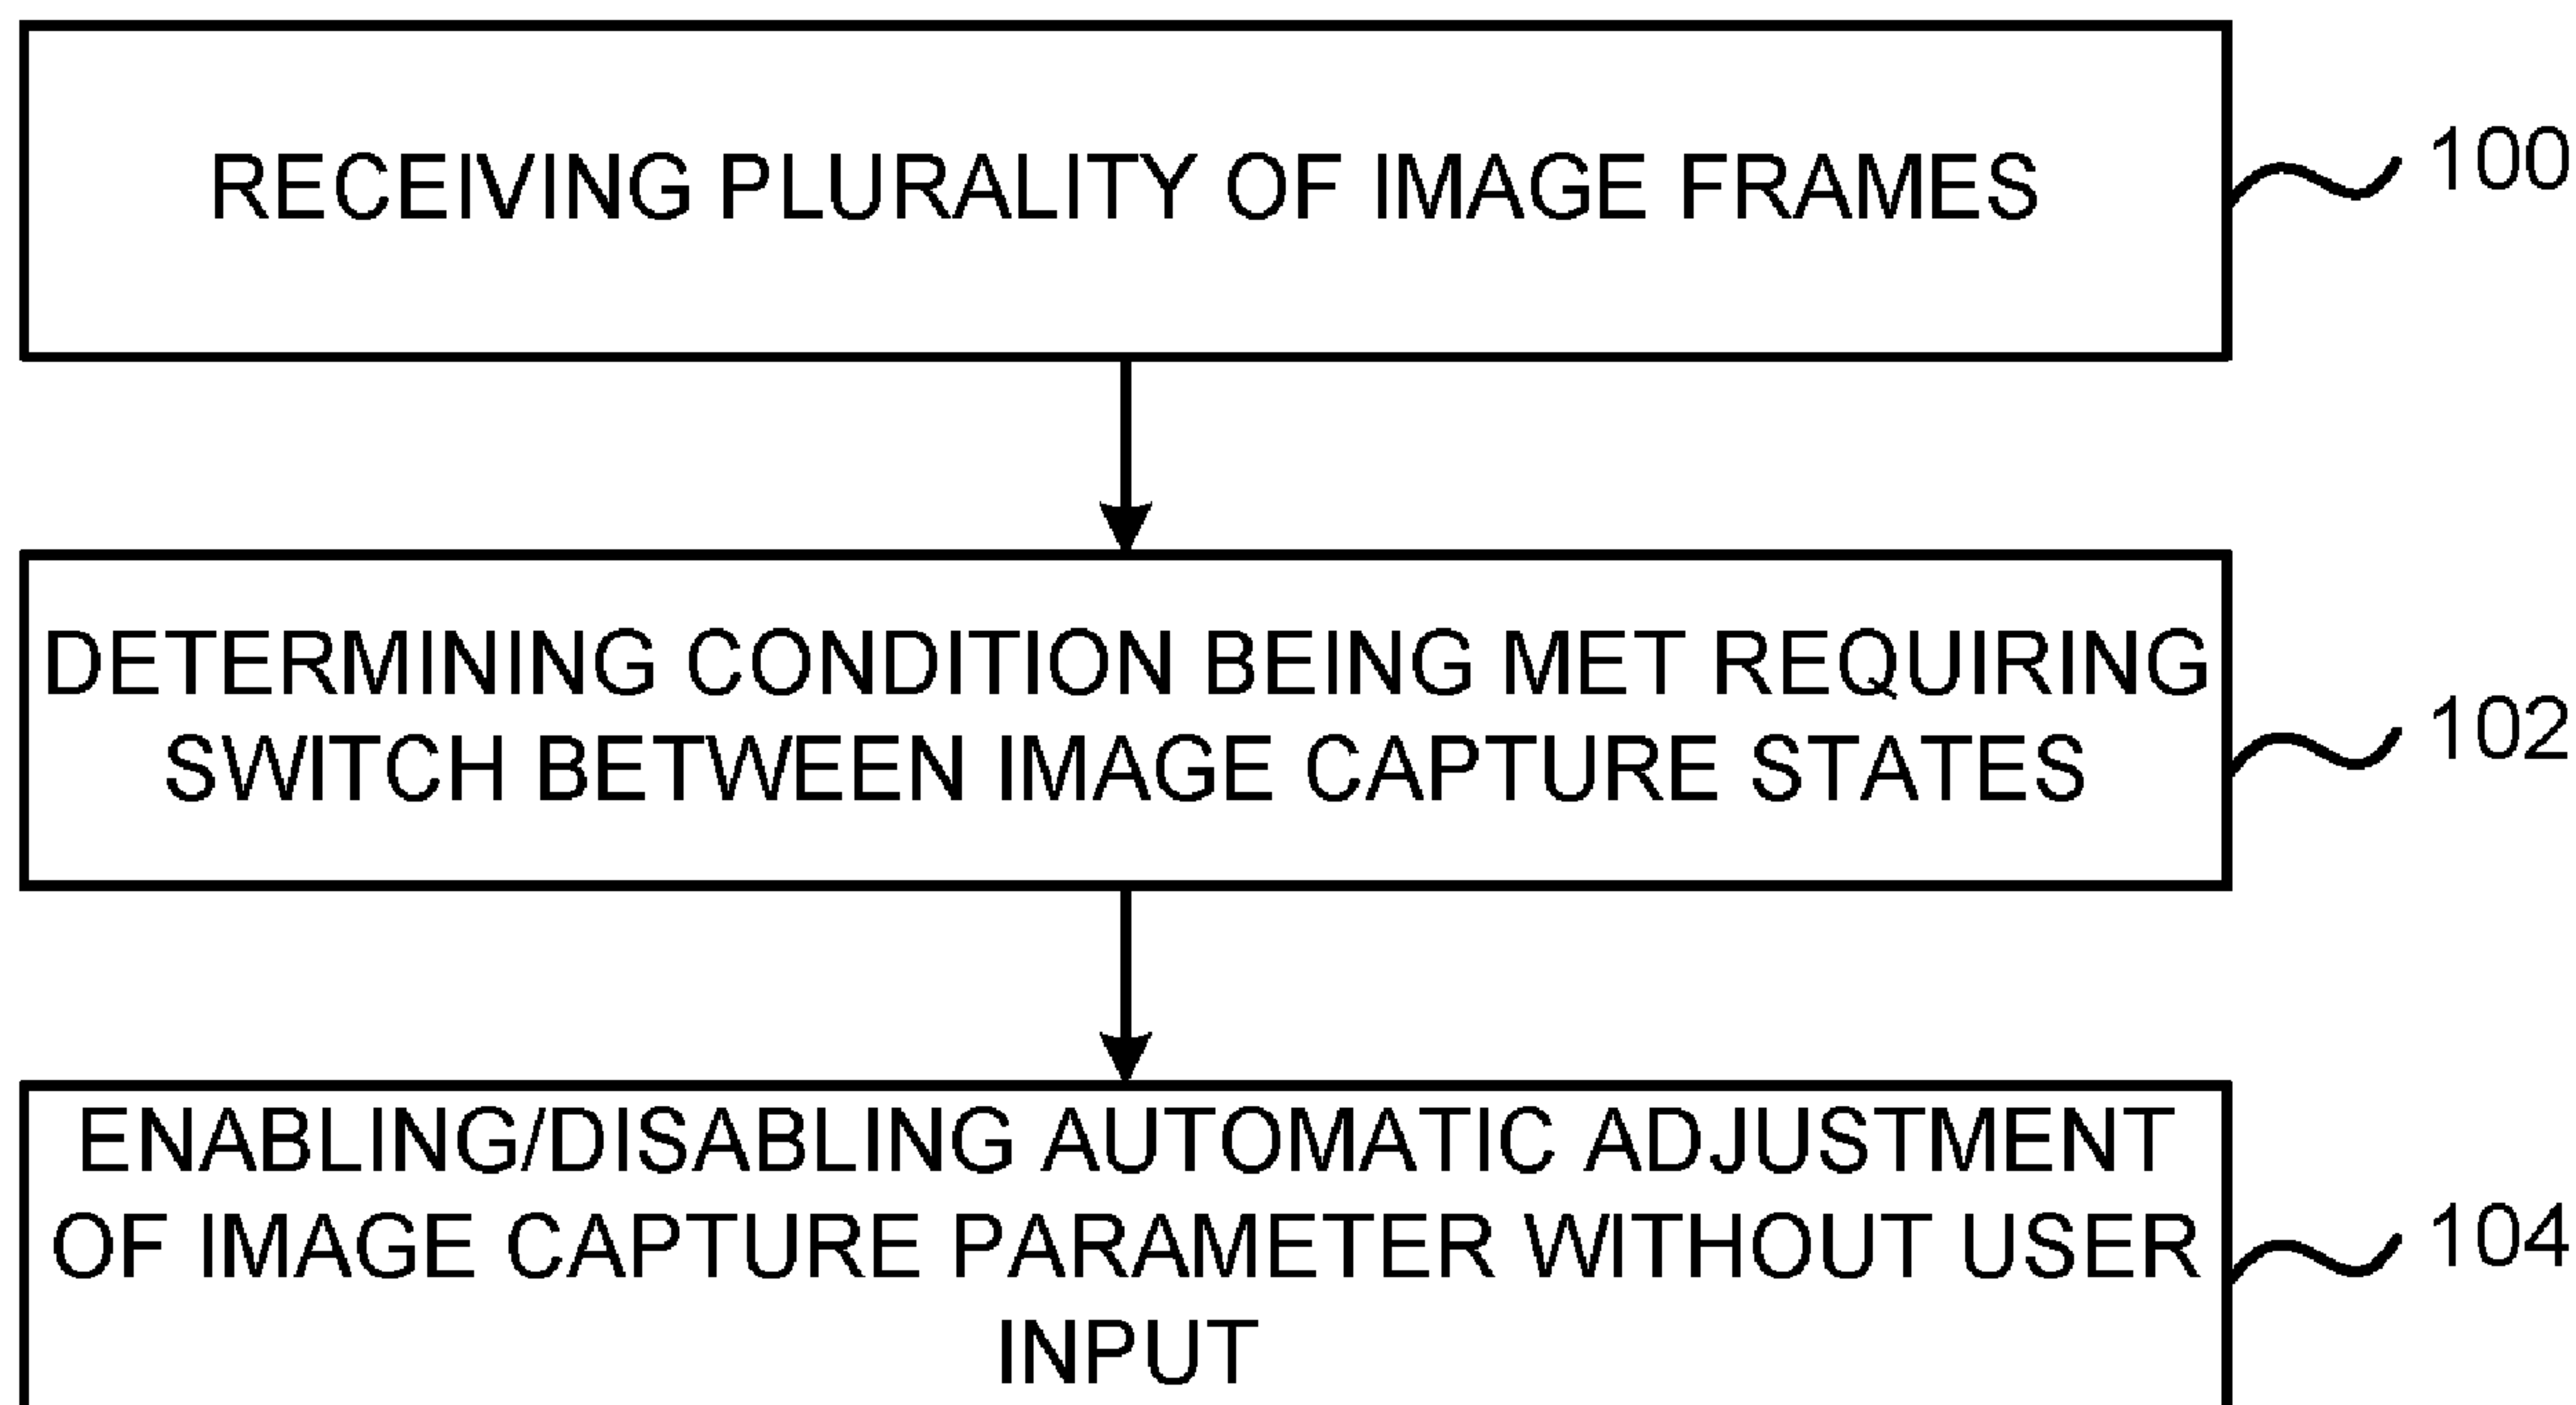 RECEIVING PLURALITY OF IMAGE FRAMES
100
DETERMINING CONDITION BEING MET REQUIRING
SWITCH BETWEEN IMAGE CAPTURE STATES
102
ENABLING/DISABLING AUTOMATIC ADJUSTMENT
OF IMAGE CAPTURE PARAMETER WITHOUT USER
INPUT
104